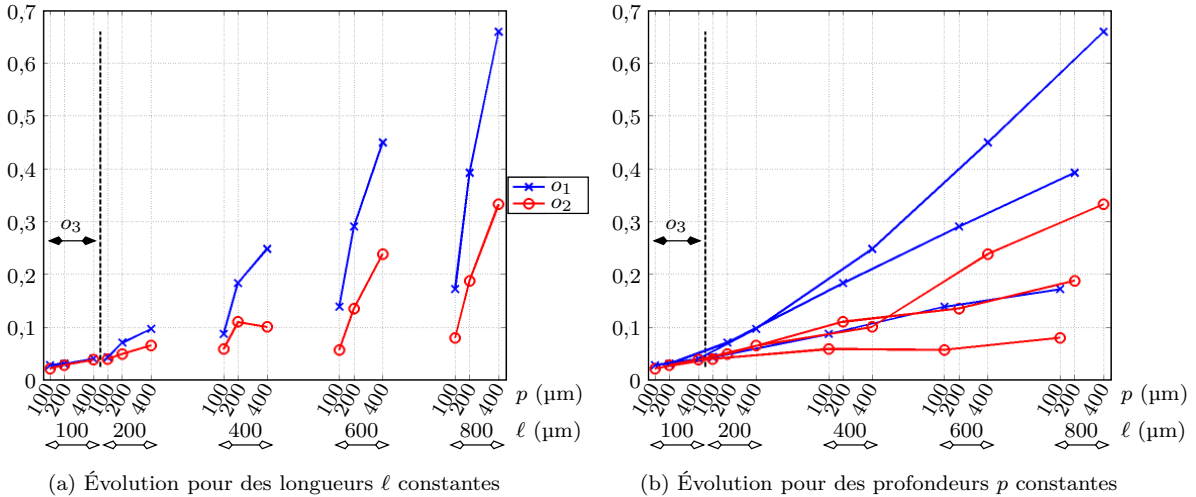 0,7
0,6
0,5
0,4
0,3
0,2
0,1
0
o₃
100 200 400 100 200 400 100 200 400 100 200 400 100 200 400 p (µm)
100 200 400 600 800 ℓ (µm)
o₁
o₂
(a) Évolution pour des longueurs ℓ constantes
0,7
0,6
0,5
0,4
0,3
0,2
0,1
0
o₃
100 200 400 100 200 400 100 200 400 100 200 400 100 200 400 p (µm)
100 200 400 600 800 ℓ (µm)
(b) Évolution pour des profondeurs p constantes